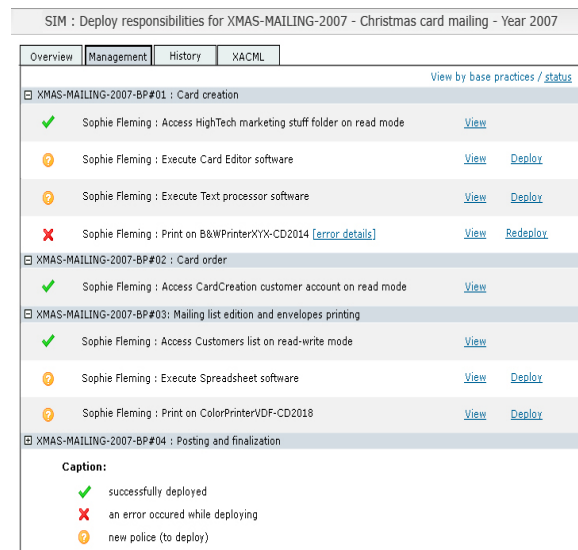 SIM : Deploy responsibilities for XMAS-MAILING-2007 - Christmas card mailing - Year 2007
Overview Management History XACML
View by base practices / status
XMAS-MAILING-2007-BP#01 : Card creation
Sophie Fleming : Access HighTech marketing stuff folder on read mode View
Sophie Fleming : Execute Card Editor software View Deploy
Sophie Fleming : Execute Text processor software View Deploy
Sophie Fleming : Print on B&WPrinterXYX-CD2014 [error details] View Redeploy
XMAS-MAILING-2007-BP#02 : Card order
Sophie Fleming : Access CardCreation customer account on read mode View
XMAS-MAILING-2007-BP#03: Mailing list edition and envelopes printing
Sophie Fleming : Access Customers list on read-write mode View
Sophie Fleming : Execute Spreadsheet software View Deploy
Sophie Fleming : Print on ColorPrinterVDF-CD2018 View Deploy
XMAS-MAILING-2007-BP#04 : Posting and finalization
Caption:
successfully deployed
an error occured while deploying
new police (to deploy)